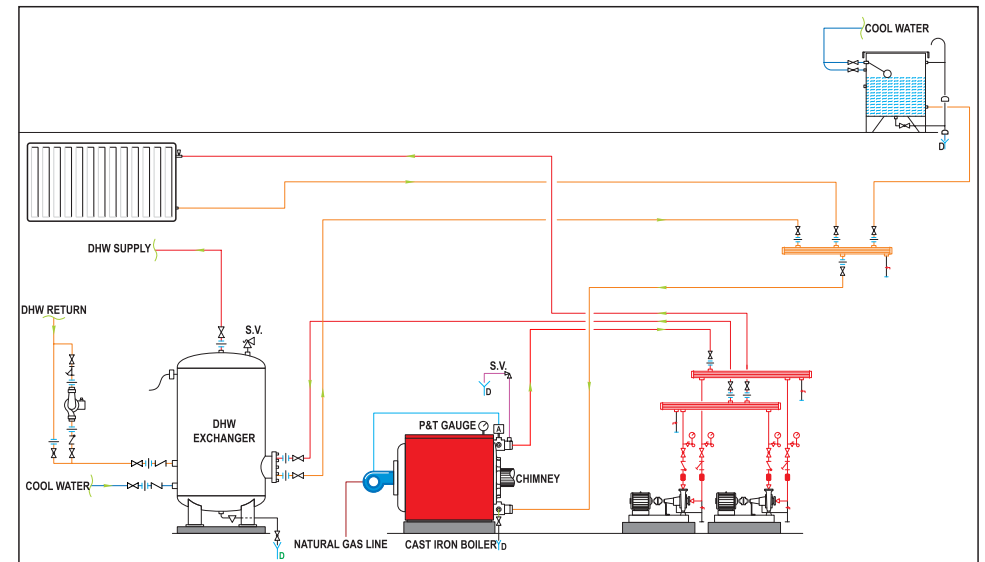 COOL WATER
D
DHW SUPPLY
DHW RETURN
S.V.
S.V.
D
DHW
EXCHANGER
P&T GAUGE
A
CHIMNEY
COOL WATER
NATURAL GAS LINE
CAST IRON BOILER
D
D